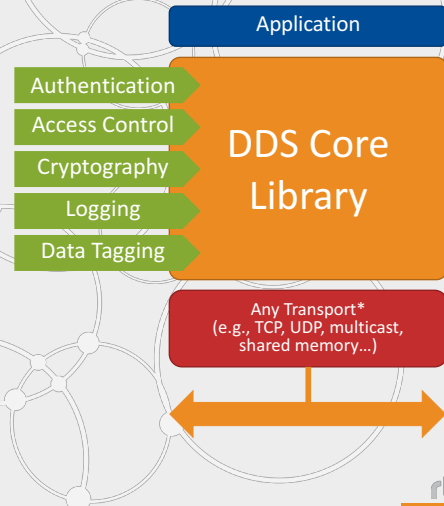 Application
Authentication
Access Control
Cryptography
Logging
Data Tagging
DDS Core
Library
Any Transport*
(e.g., TCP, UDP, multicast,
shared memory…)